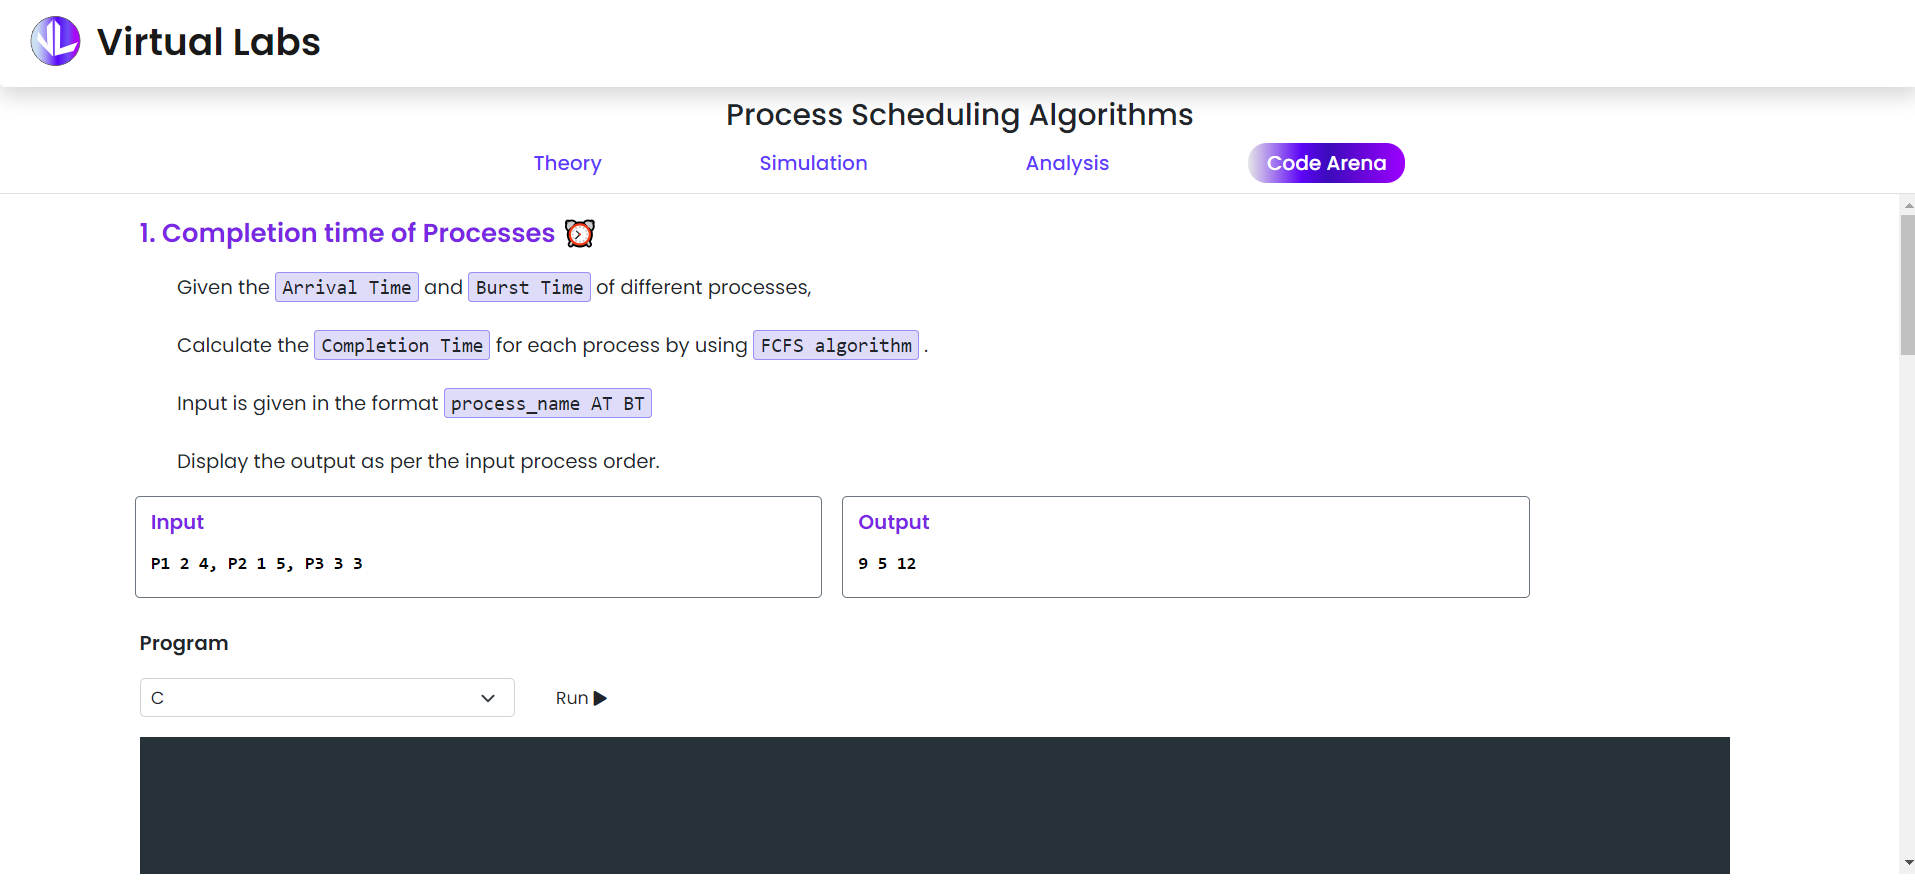 Virtual Labs
Process Scheduling Algorithms
Theory Simulation Analysis Code Arena
1. Completion time of Processes
Given the Arrival Time and Burst Time of different processes,
Calculate the Completion Time for each process by using FCFS algorithm .
Input is given in the format process_name AT BT
Display the output as per the input process order.
Input
P1 2 4, P2 1 5, P3 3 3
Output
9 5 12
Program
C
Run